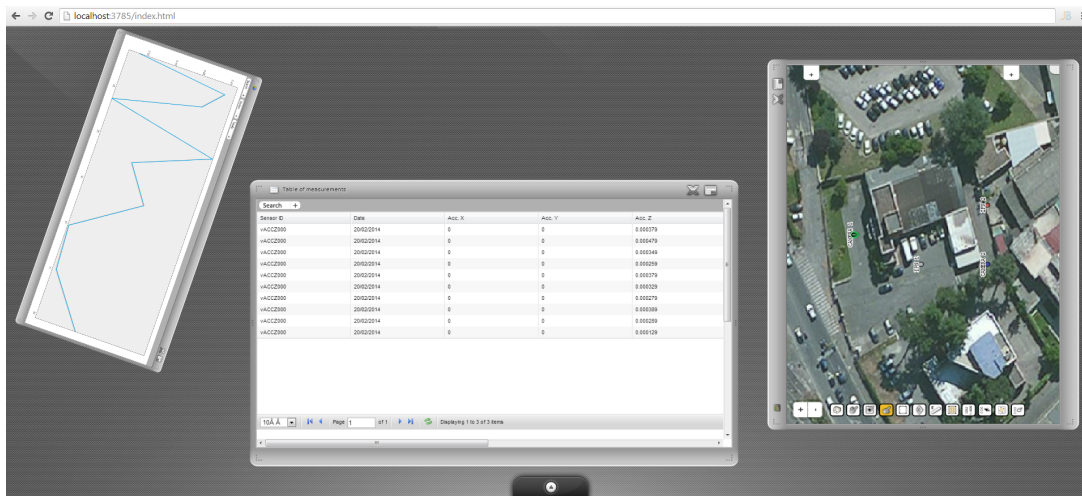 localhost:3785/index.html
Table of measurements
Search +
Sensor ID Date Acc. X Acc. Y Acc. Z
vACCZ000 20/02/2014 0 0 0.000379
vACCZ000 20/02/2014 0 0 0.000479
vACCZ000 20/02/2014 0 0 0.000349
vACCZ000 20/02/2014 0 0 0.000259
vACCZ000 20/02/2014 0 0 0.000379
vACCZ000 20/02/2014 0 0 0.000329
vACCZ000 20/02/2014 0 0 0.000279
vACCZ000 20/02/2014 0 0 0.000389
vACCZ000 20/02/2014 0 0 0.000289
vACCZ000 20/02/2014 0 0 0.000129
10Â Â Page 1 of 1 Displaying 1 to 3 of 3 items